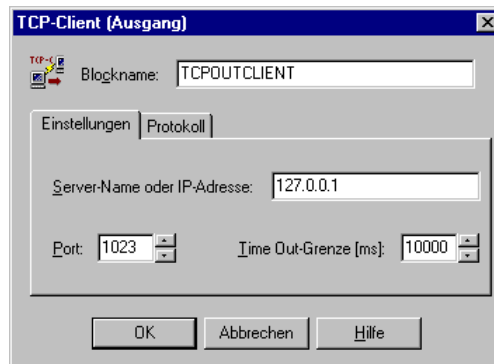 TCP-Client (Ausgang)
Blockname: TCPOUTCLIENT
Einstellungen Protokoll
Server-Name oder IP-Adresse: 127.0.0.1
Port: 1023 Time Out-Grenze [ms]: 10000
OK Abbrechen Hilfe